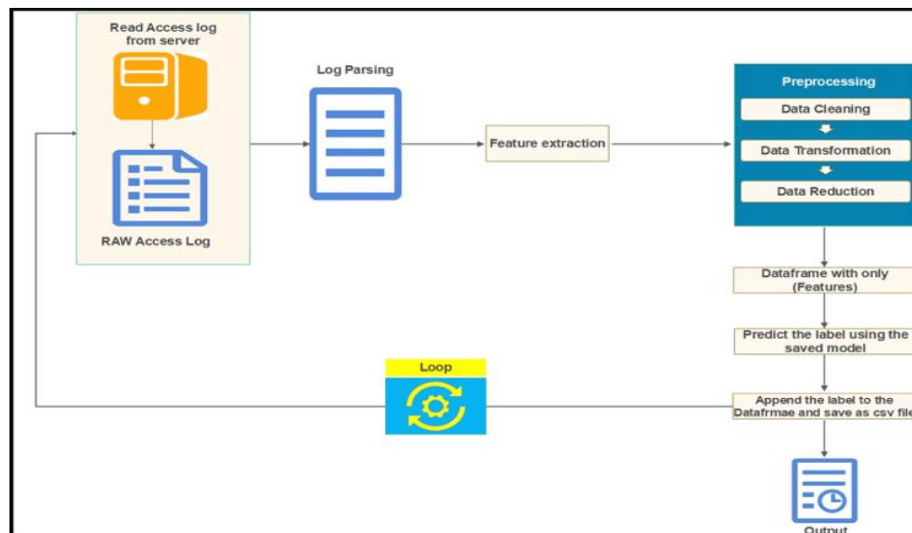 Read Access log
from server
RAW Access Log
Log Parsing
Feature extraction
Preprocessing
Data Cleaning
Data Transformation
Data Reduction
Dataframe with only
(Features)
Predict the label using the
saved model
Append the label to the
Datafrmae and save as csv file
Loop
Output